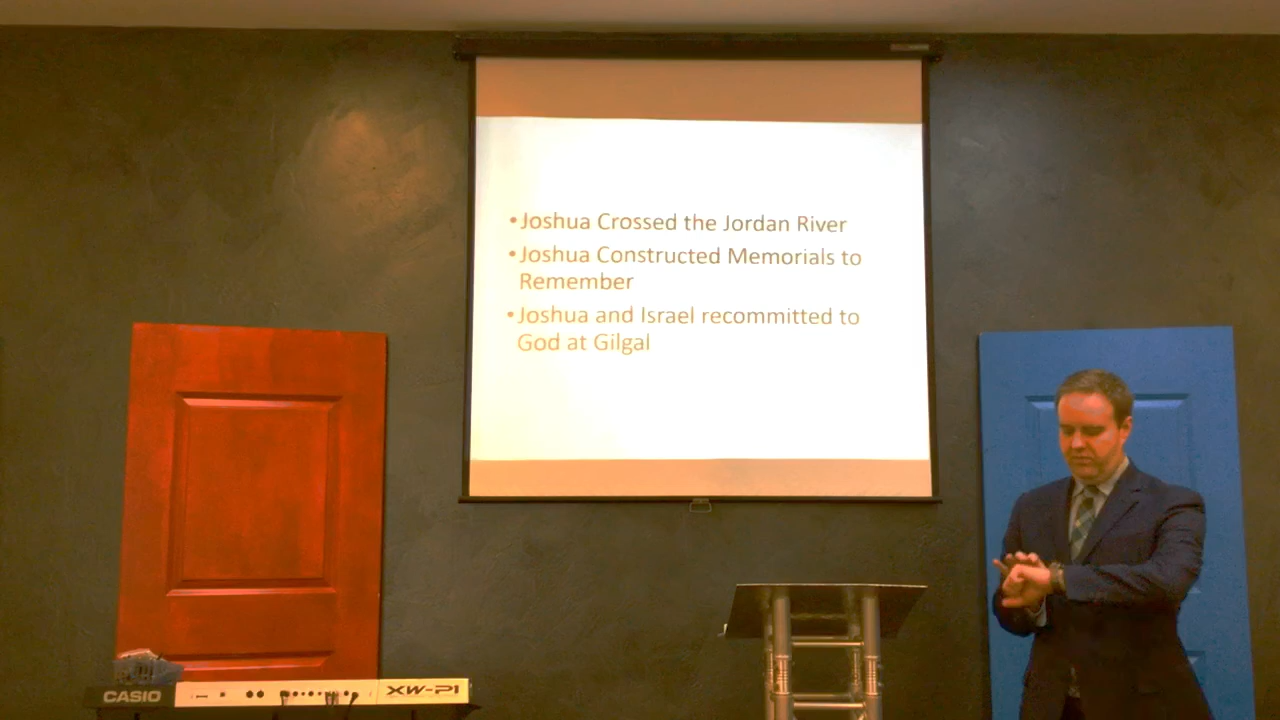 •Joshua Crossed the Jordan River
•Joshua Constructed Memorials to
Remember
•Joshua and Israel recommitted to
God at Gilgal
CASIO
XW-P1